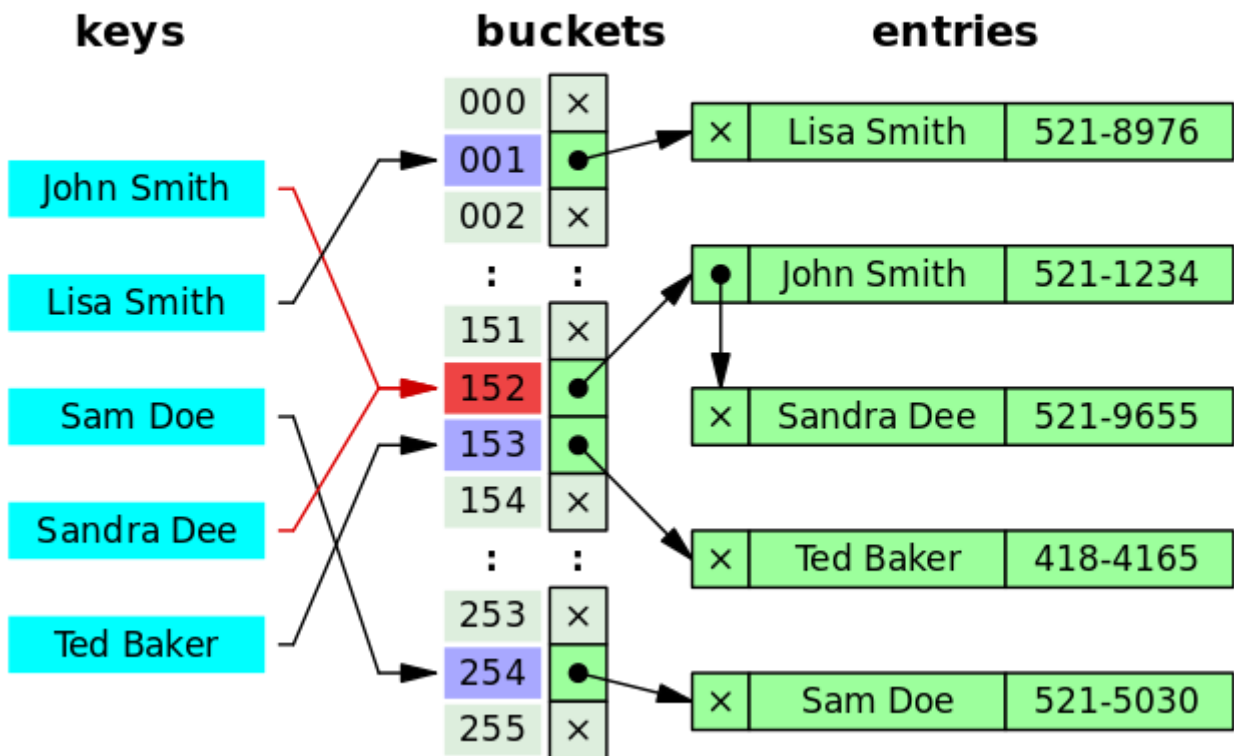 keys
buckets
entries
John Smith
Lisa Smith
Sam Doe
Sandra Dee
Ted Baker
000 ×
001
002 ×
: :
151 ×
152
153
154 ×
: :
253 ×
254
255 ×
× Lisa Smith 521-8976
John Smith 521-1234
× Sandra Dee 521-9655
× Ted Baker 418-4165
× Sam Doe 521-5030